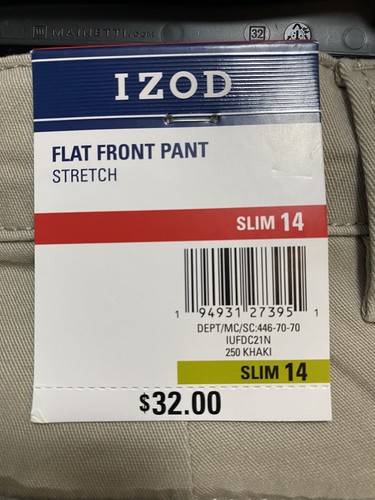 MAINETTI.com
32
IZOD
FLAT FRONT PANT
STRETCH
SLIM 14
1 94931 27395 1
DEPT/MC/SC:446-70-70
IUFDC21N
250 KHAKI
SLIM 14
$32.00